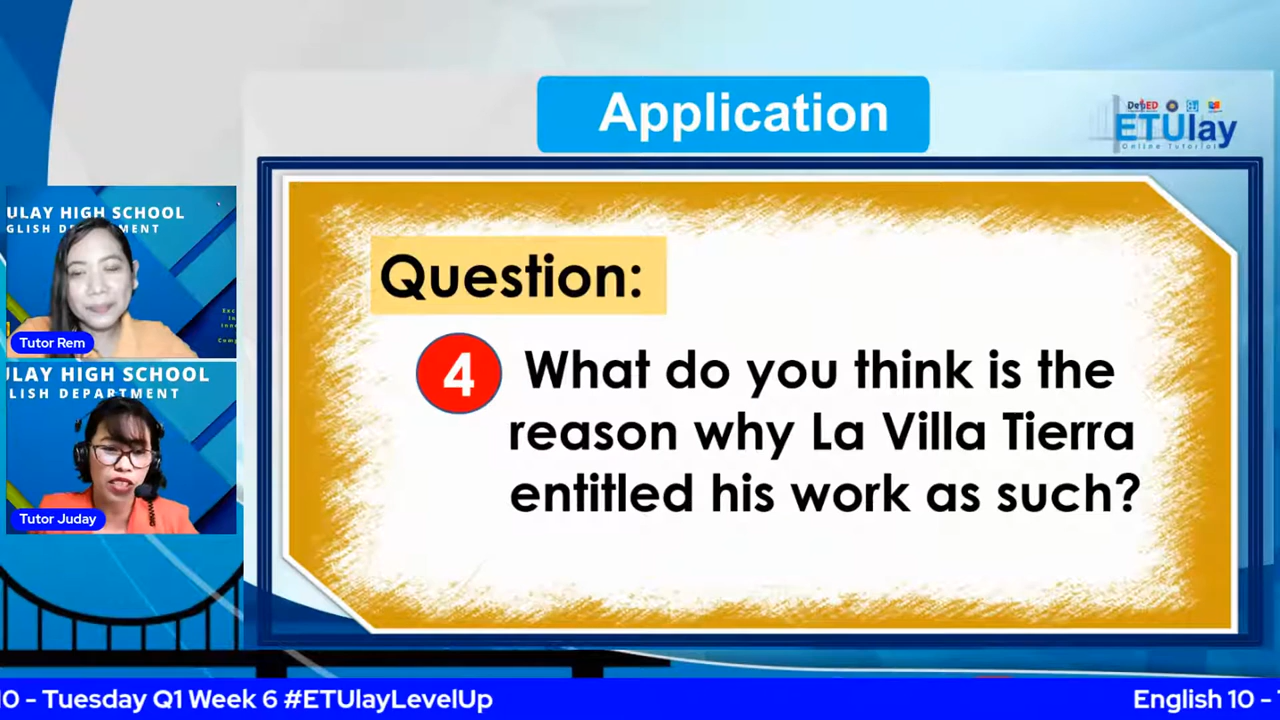 Application
DepED
ETUlay
Online Tutorial
ULAY HIGH SCHOOL
GLISH DEPARTMENT
Tutor Rem
ULAY HIGH SCHOOL
LISH DEPARTMENT
Tutor Juday
Question:
4 What do you think is the
reason why La Villa Tierra
entitled his work as such?
10 - Tuesday Q1 Week 6 #ETUlayLevelUp
English 10 -